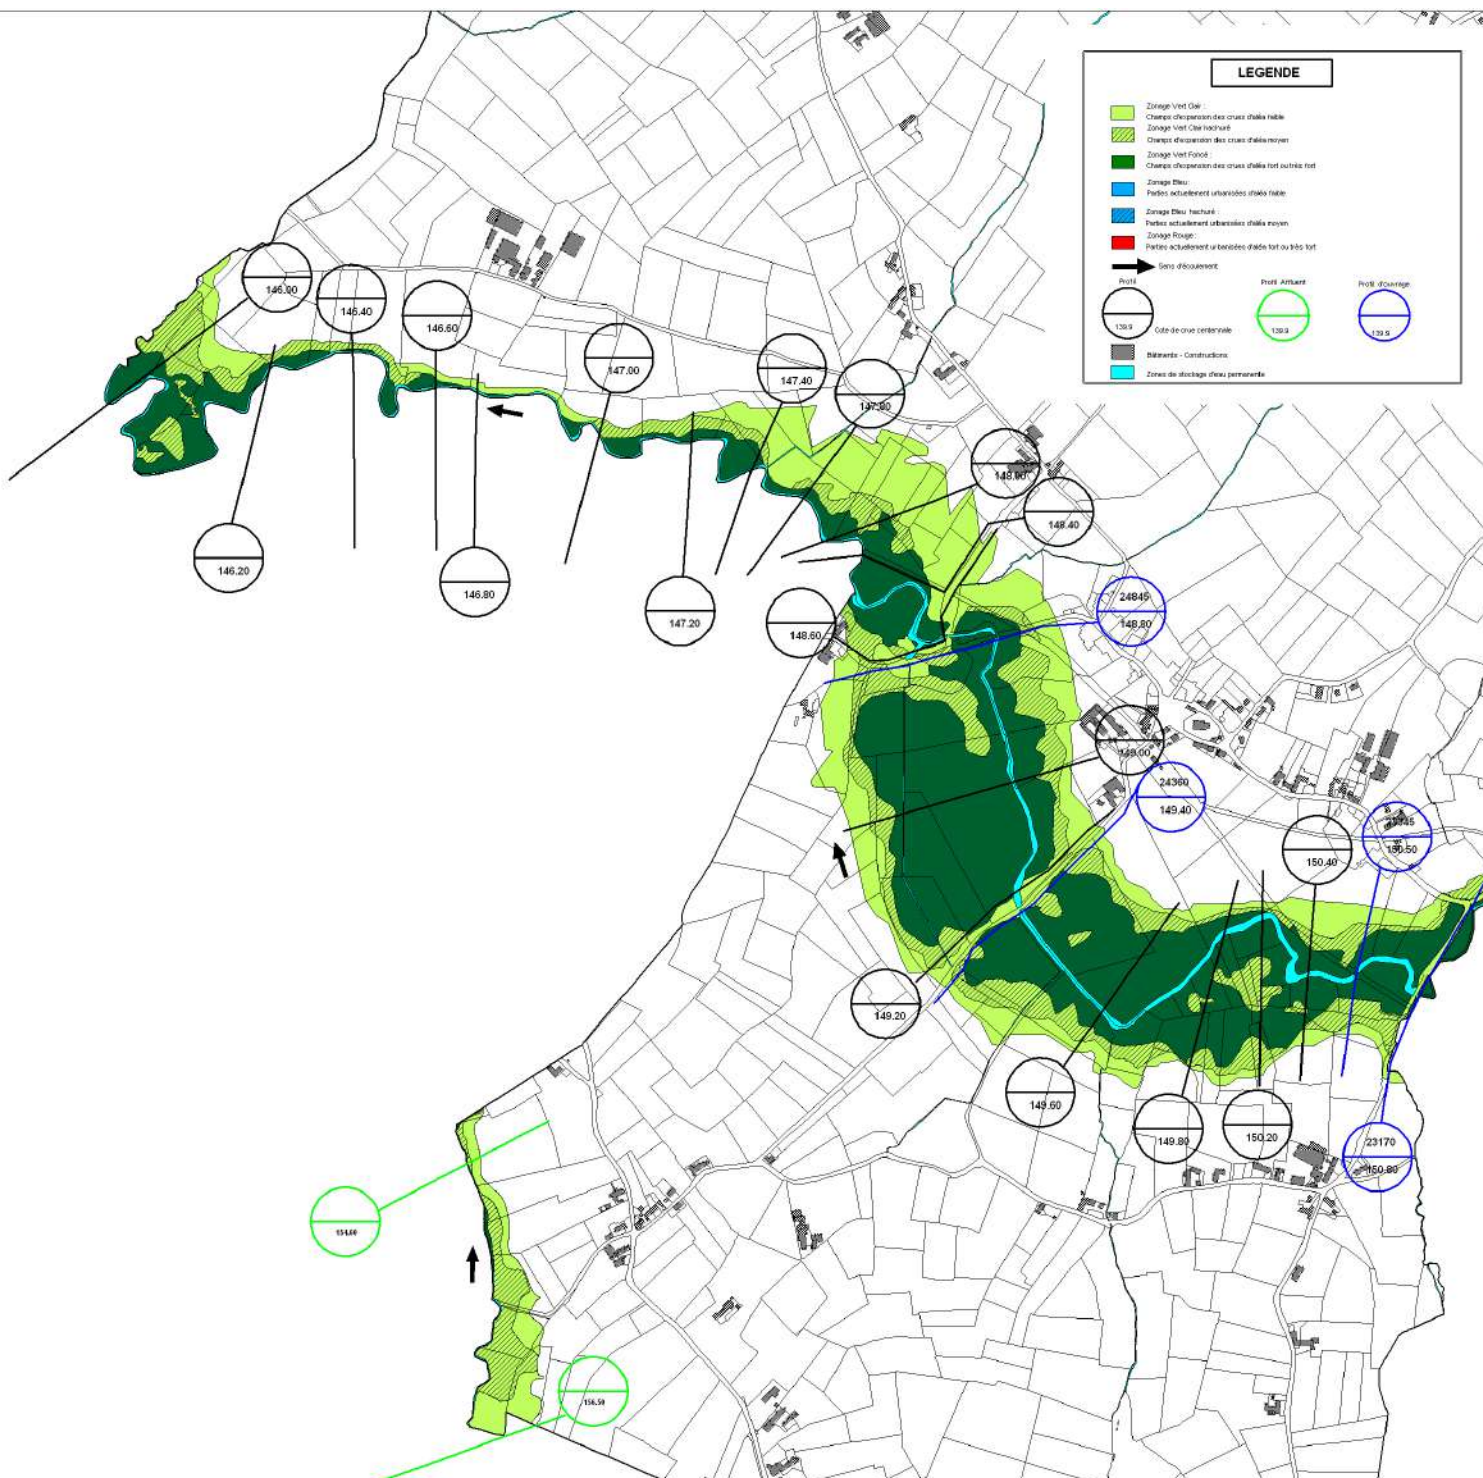 LEGENDE
Zonage Vert Clair :
Champs d'expansion des crues d'aléa faible
Zonage Vert Clair hachuré
Champs d'expansion des crues d'aléa moyen
Zonage Vert Foncé :
Champs d'expansion des crues d'aléa fort ou très fort
Zonage Bleu:
Parties actuellement urbanisées d'aléa faible
Zonage Bleu hachuré :
Parties actuellement urbanisées d'aléa moyen
Zonage Rouge :
Parties actuellement urbanisées d'aléa fort ou très fort
Sens d'écoulement
Profil
Profil Affluent
Profil d'ouvrage
139.9
Cote de crue centennale
139.9
139.9
Bâtiments - Constructions
Zones de stockage d'eau permanente
146.00
146.40
146.60
147.00
147.40
147.80
148.00
148.40
146.20
146.80
147.20
148.60
24845
148.80
149.00
24360
149.40
150.40
150.50
149.20
149.60
149.80
150.20
23170
150.80
154.60
156.50